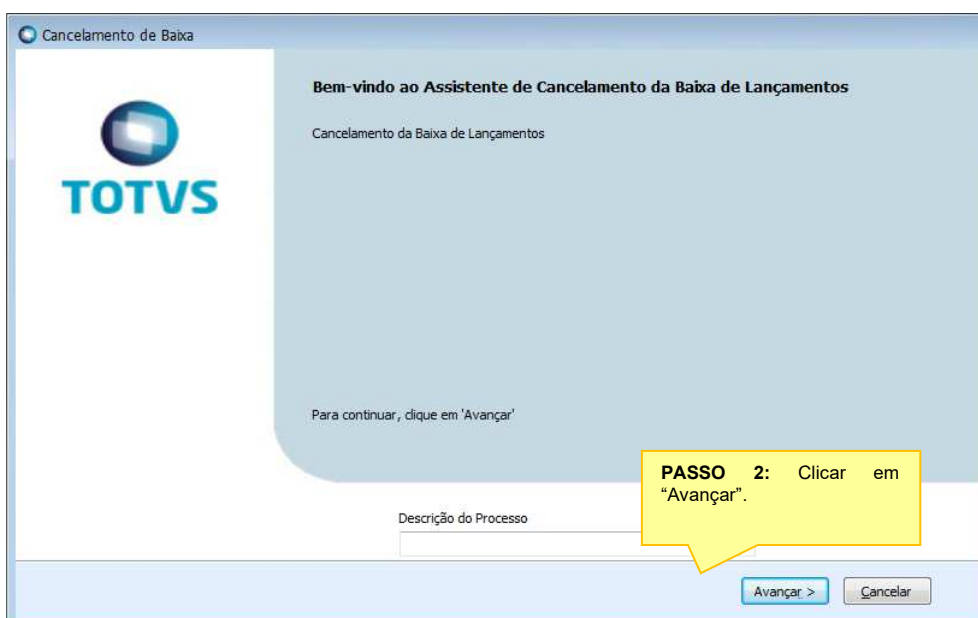 Cancelamento de Baixa
Bem-vindo ao Assistente de Cancelamento da Baixa de Lançamentos
Cancelamento da Baixa de Lançamentos
TOTVS
Para continuar, clique em 'Avançar'
PASSO 2: Clicar em
“Avançar”.
Descrição do Processo
Avançar >
Cancelar